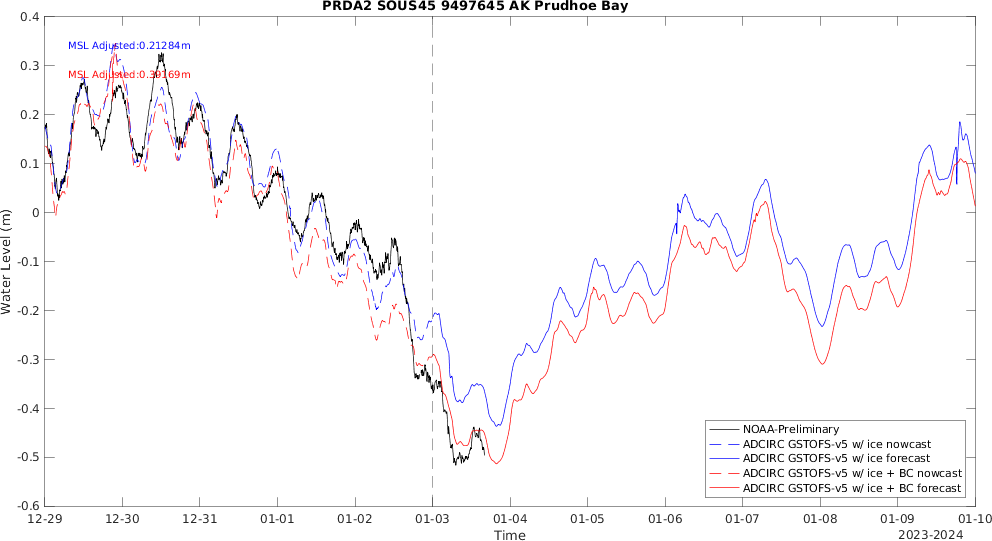 PRDA2 SOUS45 9497645 AK Prudhoe Bay
MSL Adjusted:0.21284m
MSL Adjusted:0.39169m
0.4
0.3
0.2
0.1
0
-0.1
-0.2
-0.3
-0.4
-0.5
-0.6
Water Level (m)
NOAA-Preliminary
ADCIRC GSTOFS-v5 w/ ice nowcast
ADCIRC GSTOFS-v5 w/ ice forecast
ADCIRC GSTOFS-v5 w/ ice + BC nowcast
ADCIRC GSTOFS-v5 w/ ice + BC forecast
12-29 12-30 12-31 01-01 01-02 01-03 01-04 01-05 01-06 01-07 01-08 01-09 01-10
Time
2023-2024